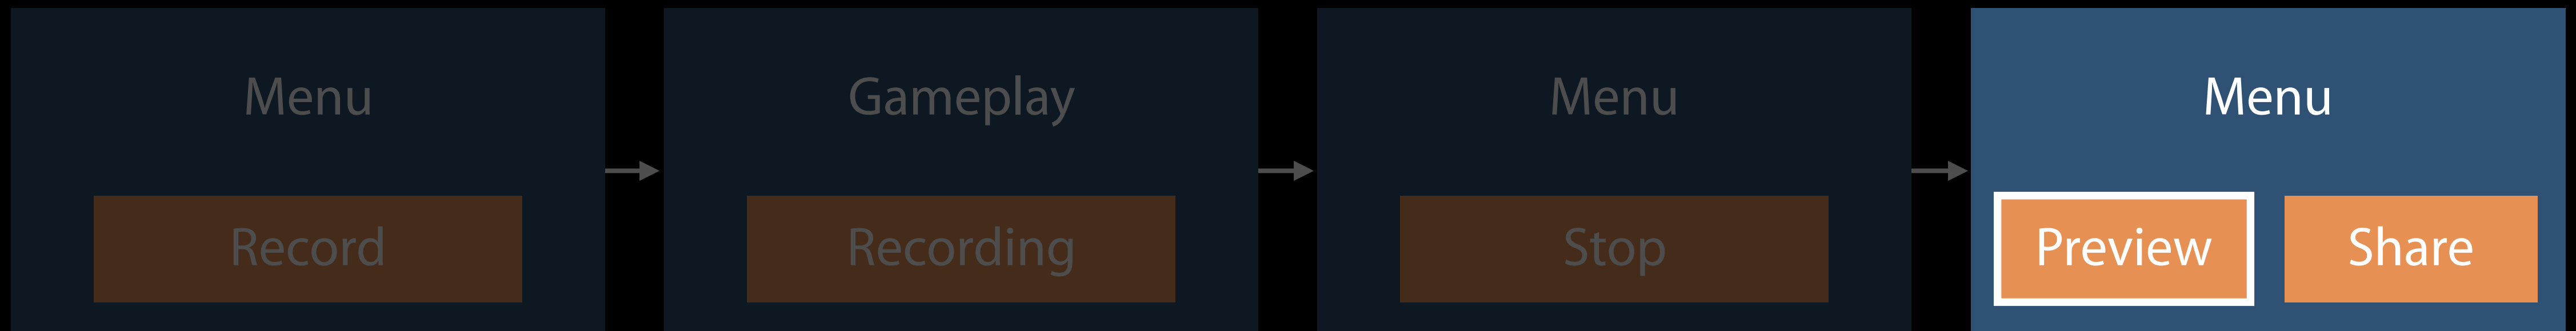 Menu
Record
Gameplay
Recording
Menu
Stop
Menu
Preview
Share